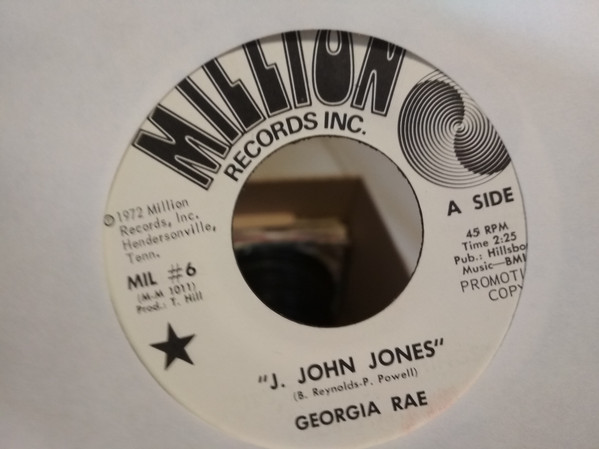 MILLION
RECORDS INC.
℗ 1972 Million
Records, Inc.
Hendersonville,
Tenn.
MIL #6
(M-M 1011)
Prod.: T. Hill
A SIDE
45 RPM
Time 2:25
Pub.: Hillsbo
Music—BMI
PROMOTI
COPY
"J. JOHN JONES"
(B. Reynolds-P. Powell)
GEORGIA RAE